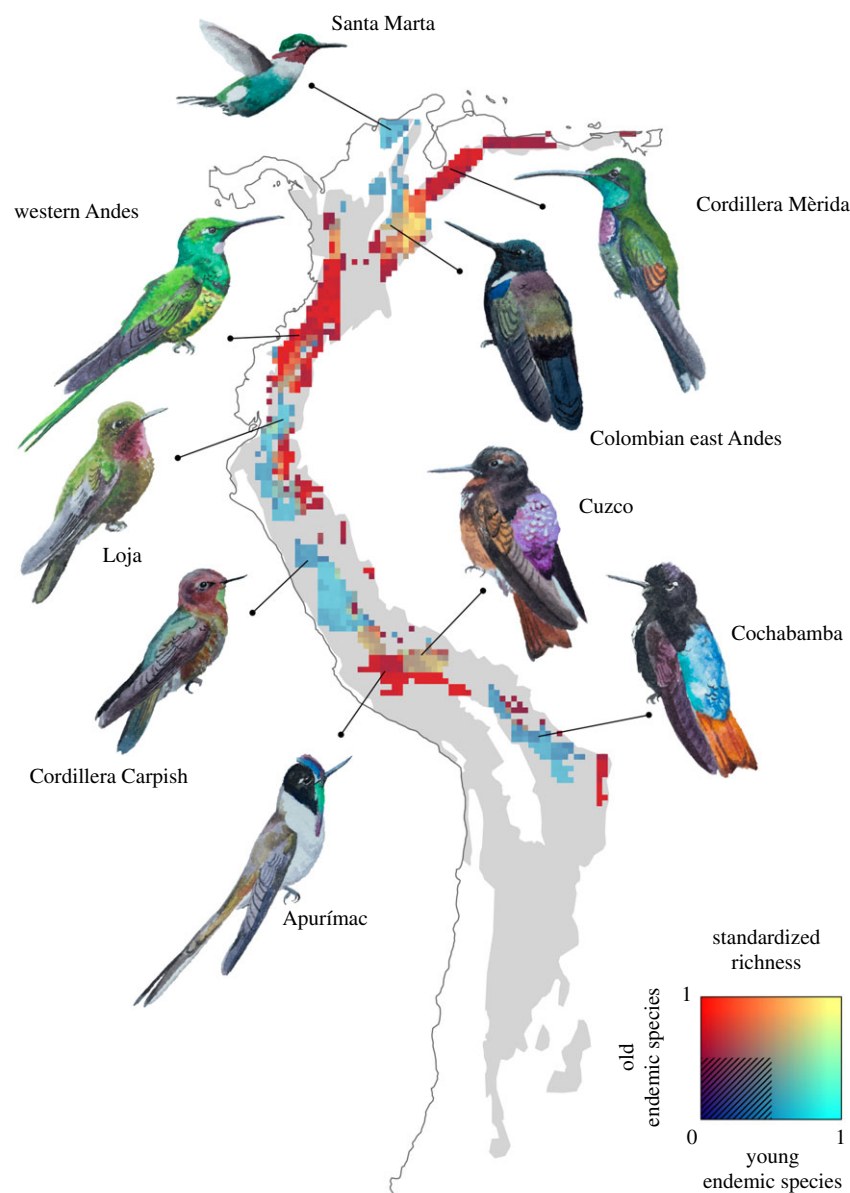 Santa Marta
western Andes
Cordillera Mèrida
Colombian east Andes
Cuzco
Loja
Cochabamba
Cordillera Carpish
Apurímac
standardized
richness
1
old
endemic species
0
1
young
endemic species